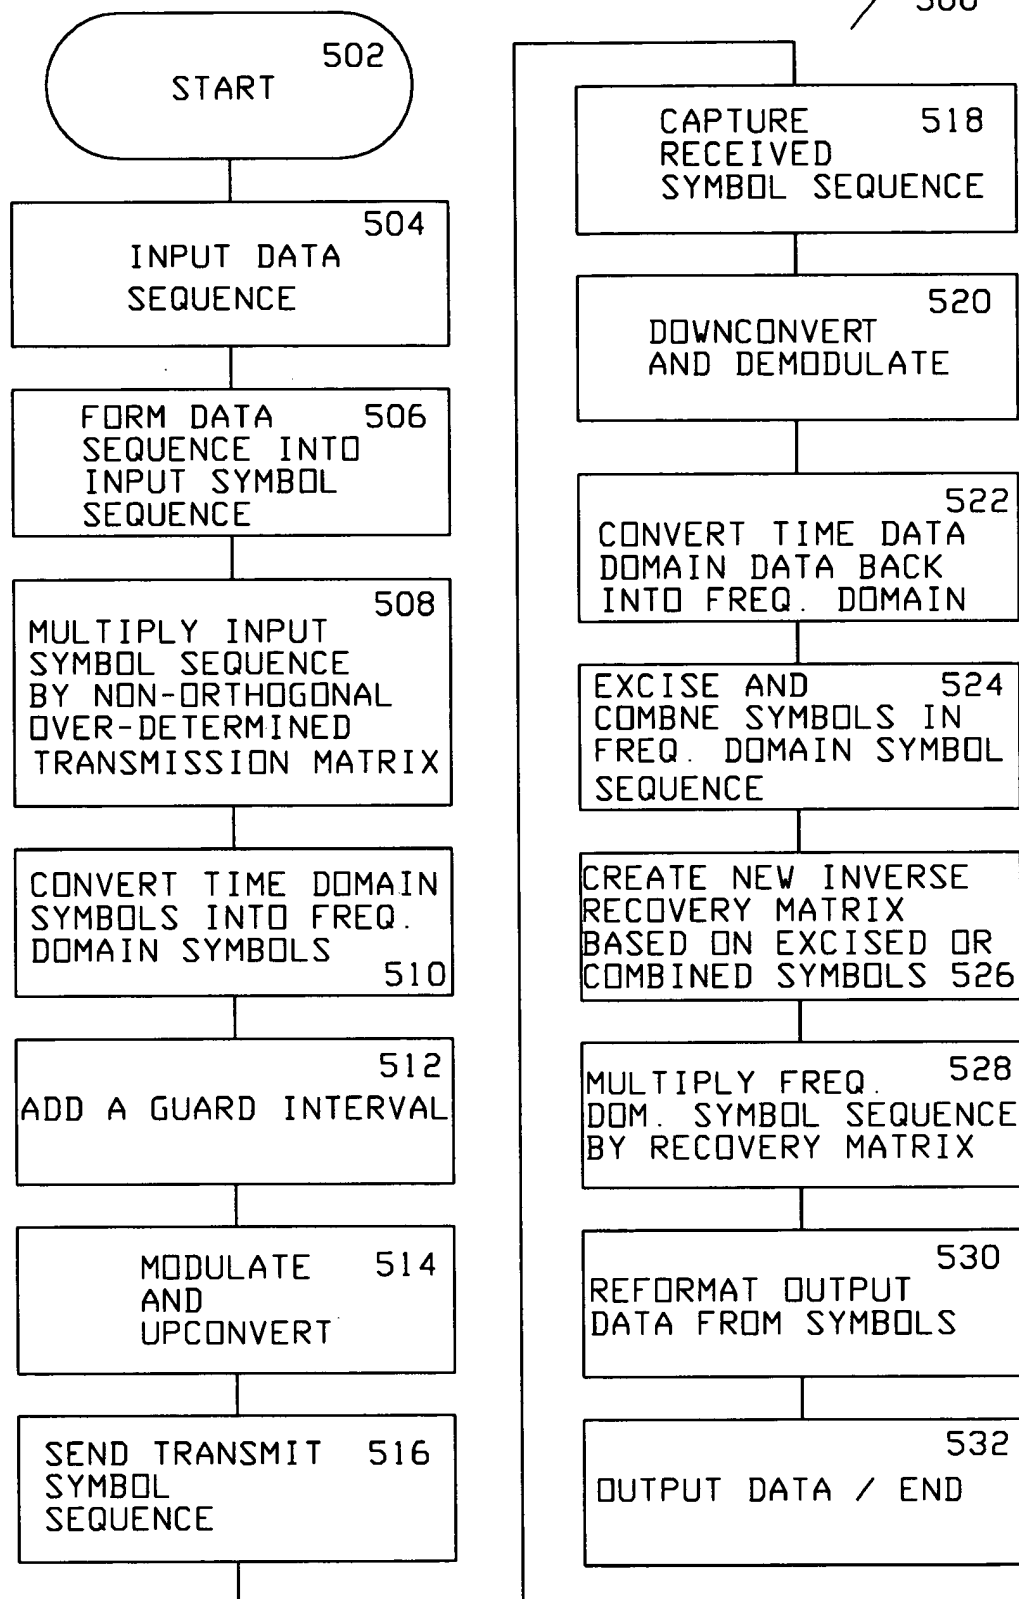 502
START
504
INPUT DATA
SEQUENCE
FORM DATA 506
SEQUENCE INTO
INPUT SYMBOL
SEQUENCE
508
MULTIPLY INPUT
SYMBOL SEQUENCE
BY NON-ORTHOGONAL
OVER-DETERMINED
TRANSMISSION MATRIX
CONVERT TIME DOMAIN
SYMBOLS INTO FREQ.
DOMAIN SYMBOLS
510
512
ADD A GUARD INTERVAL
MODULATE 514
AND
UPCONVERT
SEND TRANSMIT 516
SYMBOL
SEQUENCE
CAPTURE 518
RECEIVED
SYMBOL SEQUENCE
520
DOWNCONVERT
AND DEMODULATE
522
CONVERT TIME DATA
DOMAIN DATA BACK
INTO FREQ. DOMAIN
EXCISE AND 524
COMBNE SYMBOLS IN
FREQ. DOMAIN SYMBOL
SEQUENCE
CREATE NEW INVERSE
RECOVERY MATRIX
BASED ON EXCISED OR
COMBINED SYMBOLS 526
MULTIPLY FREQ. 528
DOM. SYMBOL SEQUENCE
BY RECOVERY MATRIX
530
REFORMAT OUTPUT
DATA FROM SYMBOLS
532
OUTPUT DATA / END